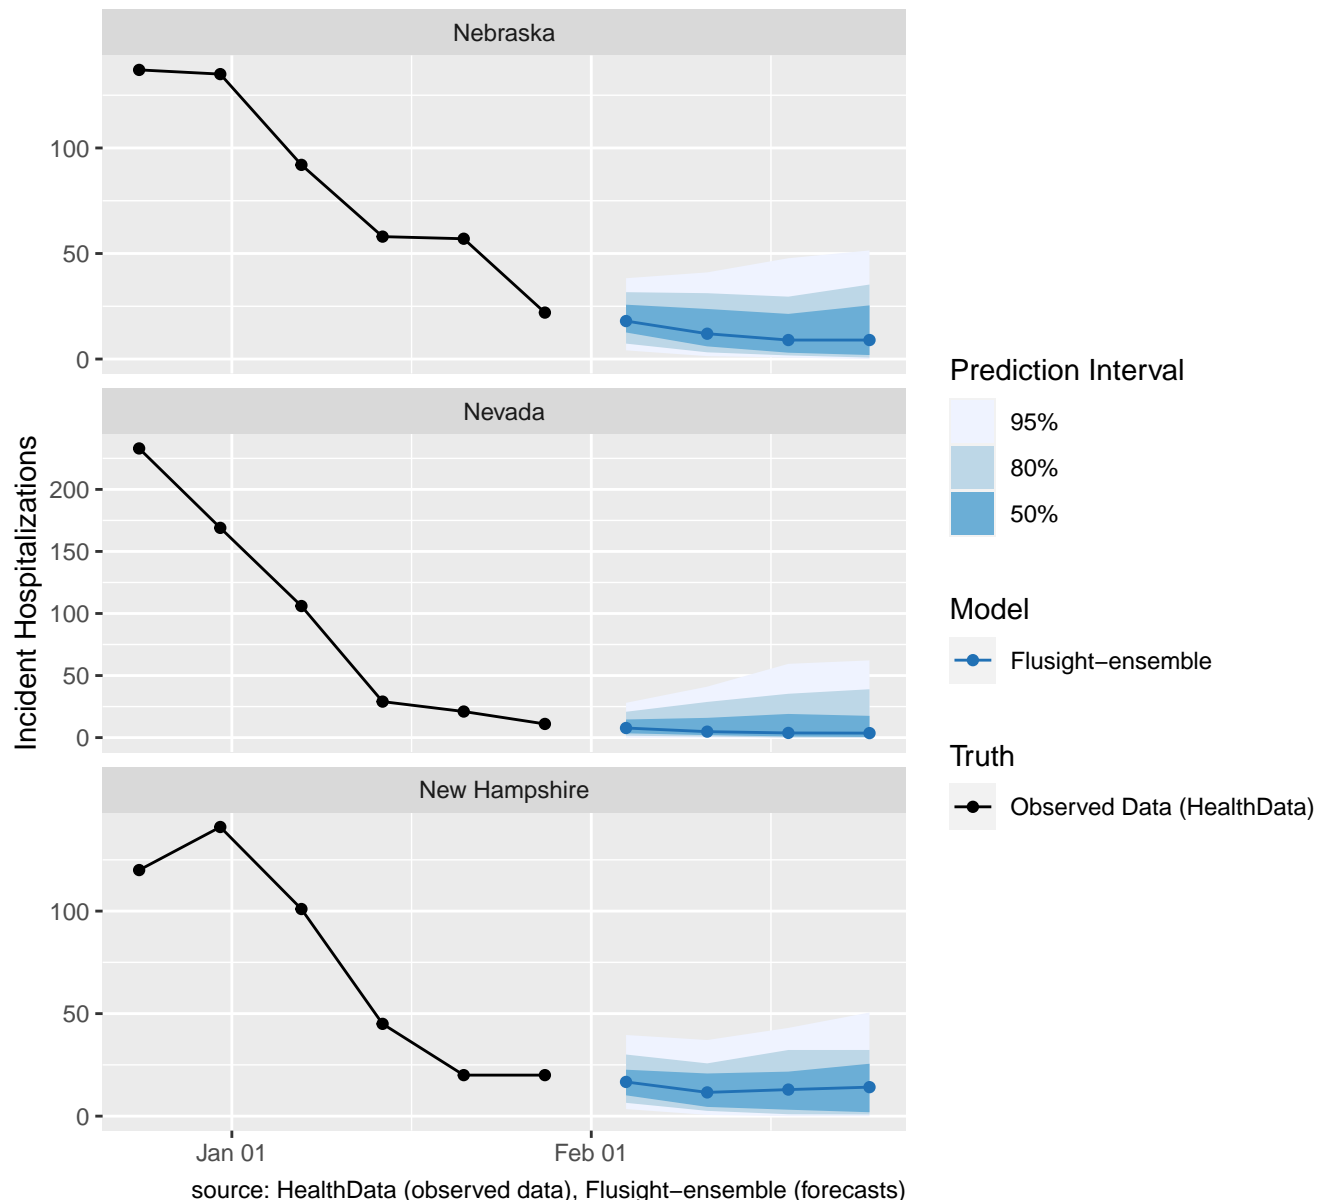 Nebraska
100
50
0
Nevada
200
150
100
50
0
New Hampshire
100
50
0
Jan 01
Feb 01
Incident Hospitalizations
source: HealthData (observed data), Flusight−ensemble (forecasts)
Prediction Interval
95%
80%
50%
Model
Flusight−ensemble
Truth
Observed Data (HealthData)